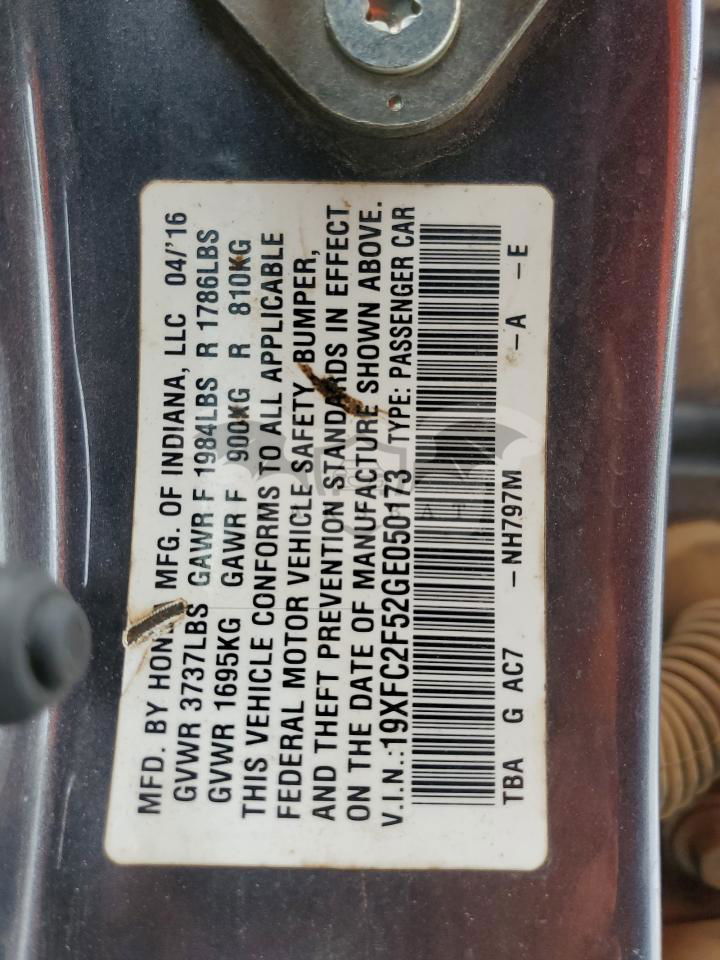 MFD. BY HONDA MFG. OF INDIANA, LLC 04/'16
GVWR 3737LBS GAWR F 1984LBS R 1786LBS
GVWR 1695KG GAWR F 900KG R 810KG
THIS VEHICLE CONFORMS TO ALL APPLICABLE
FEDERAL MOTOR VEHICLE SAFETY, BUMPER,
AND THEFT PREVENTION STANDARDS IN EFFECT
ON THE DATE OF MANUFACTURE SHOWN ABOVE.
V.I.N.:19XFC2F52GE050173 TYPE: PASSENGER CAR
TBA G AC7 -NH797M -A -E